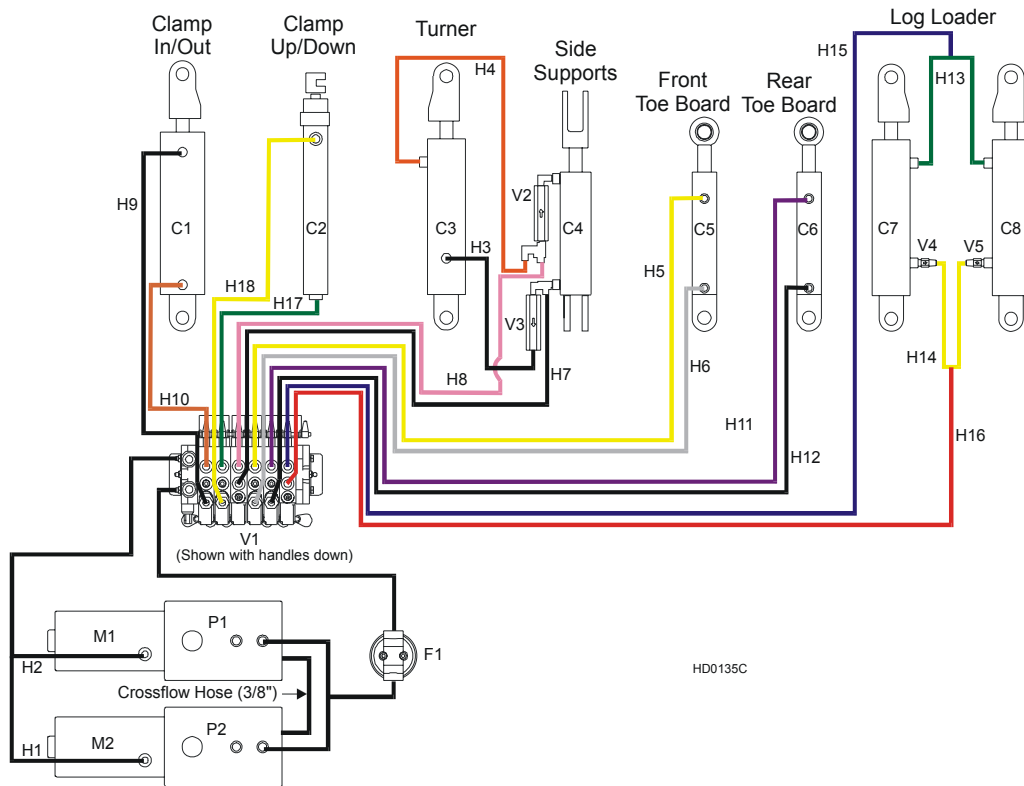 Clamp
In/Out
Clamp
Up/Down
Turner
Side
Supports
Front
Toe Board
Rear
Toe Board
Log Loader
H4
H15
H13
H9
V2
C1
C2
C3
H3
C4
C5
C6
C7
C8
V4
V5
H5
H18
H17
V3
H14
H8
H7
H6
H10
H11
H16
H12
V1
(Shown with handles down)
M1
P1
F1
H2
HD0135C
Crossflow Hose (3/8")
P2
M2
H1